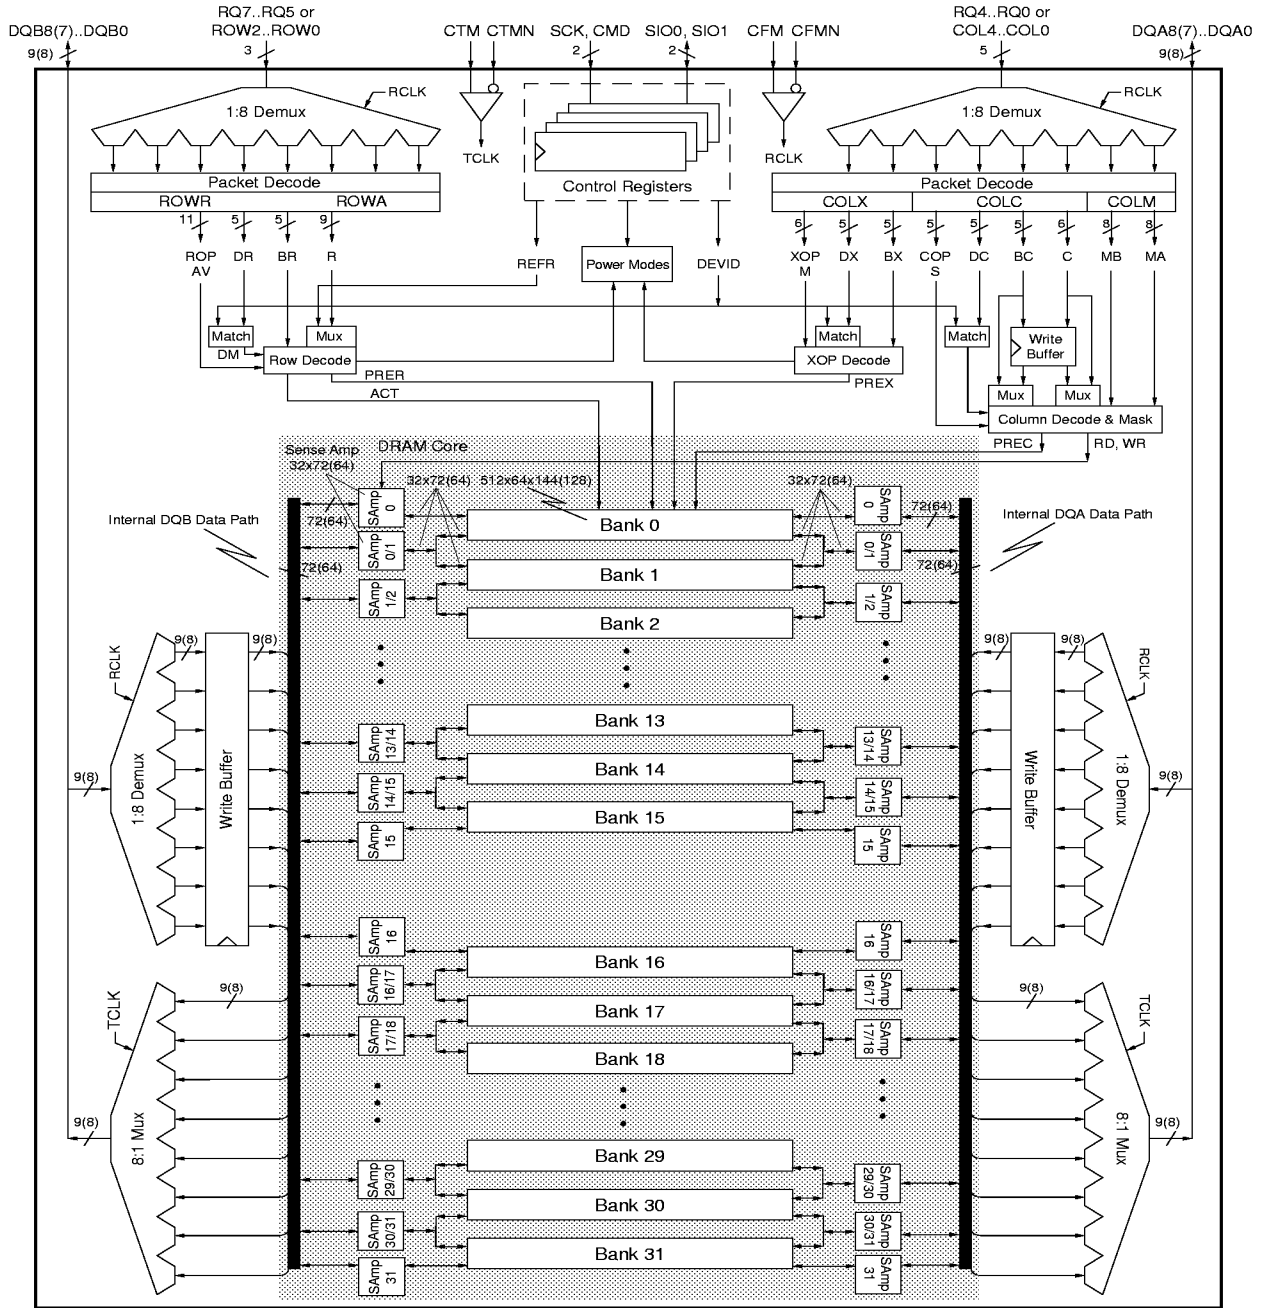 DQB8(7)..DQB0
RQ7..RQ5 or
ROW2..ROW0
CTM CTMN
SCK, CMD
SIO0, SIO1
CFM CFMN
RQ4..RQ0 or
COL4..COL0
DQA8(7)..DQA0
9(8)
3
2
2
5
9(8)
RCLK
1:8 Demux
TCLK
RCLK
RCLK
1:8 Demux
Packet Decode
ROWR
ROWA
Control Registers
Packet Decode
COLX
COLC
COLM
11
5
5
9
6
5
5
5
5
5
6
8
8
ROP
AV
DR
BR
R
REFR
Power Modes
DEVID
XOP
M
DX
BX
COP
S
DC
BC
C
MB
MA
Match
DM
Mux
Row Decode
Match
XOP Decode
Match
Write
Buffer
Mux
Mux
Column Decode & Mask
PRER
ACT
PREX
PREC
RD, WR
Sense Amp
32x72(64)
DRAM Core
32x72(64)
512x64x144(128)
32x72(64)
SAmp
0
Bank 0
SAmp
0
72(64)
72(64)
Internal DQB Data Path
Internal DQA Data Path
SAmp
0/1
SAmp
0/1
72(64)
Bank 1
72(64)
SAmp
1/2
Bank 2
SAmp
1/2
9(8)
9(8)
9(8)
9(8)
RCLK
RCLK
1:8 Demux
Write Buffer
Write Buffer
1:8 Demux
9(8)
9(8)
Bank 13
SAmp
13/14
SAmp
13/14
Bank 14
SAmp
14/15
SAmp
14/15
Bank 15
SAmp
15
SAmp
15
SAmp
16
SAmp
16
Bank 16
SAmp
16/17
SAmp
16/17
Bank 17
SAmp
17/18
SAmp
17/18
Bank 18
9(8)
9(8)
TCLK
TCLK
8:1 Mux
8:1 Mux
9(8)
9(8)
Bank 29
SAmp
29/30
SAmp
29/30
Bank 30
SAmp
30/31
SAmp
30/31
Bank 31
SAmp
31
SAmp
31